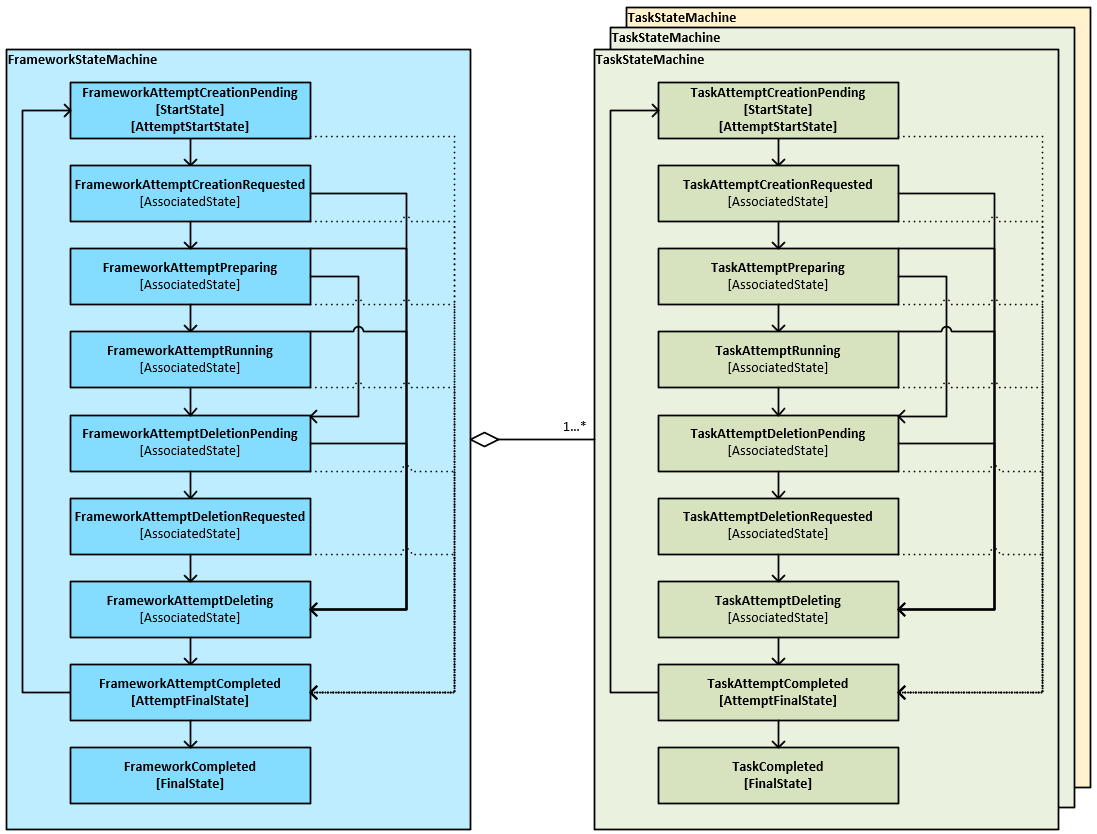 FrameworkStateMachine
FrameworkAttemptCreationPending
[StartState]
[AttemptStartState]
FrameworkAttemptCreationRequested
[AssociatedState]
FrameworkAttemptPreparing
[AssociatedState]
FrameworkAttemptRunning
[AssociatedState]
FrameworkAttemptDeletionPending
[AssociatedState]
FrameworkAttemptDeletionRequested
[AssociatedState]
FrameworkAttemptDeleting
[AssociatedState]
FrameworkAttemptCompleted
[AttemptFinalState]
FrameworkCompleted
[FinalState]
1...*
TaskStateMachine
TaskStateMachine
TaskStateMachine
TaskAttemptCreationPending
[StartState]
[AttemptStartState]
TaskAttemptCreationRequested
[AssociatedState]
TaskAttemptPreparing
[AssociatedState]
TaskAttemptRunning
[AssociatedState]
TaskAttemptDeletionPending
[AssociatedState]
TaskAttemptDeletionRequested
[AssociatedState]
TaskAttemptDeleting
[AssociatedState]
TaskAttemptCompleted
[AttemptFinalState]
TaskCompleted
[FinalState]